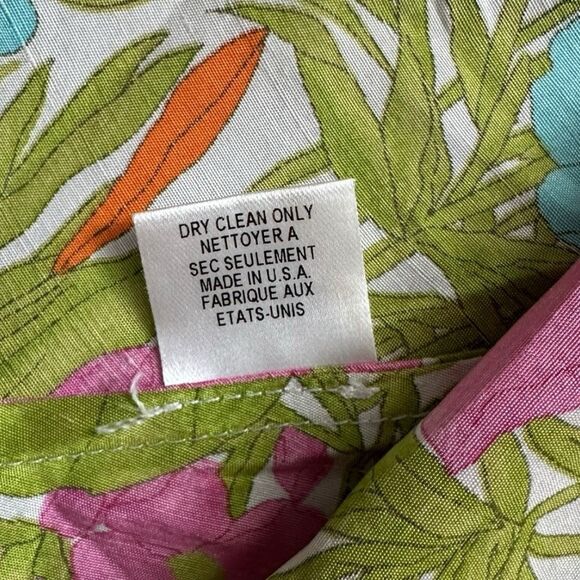 DRY CLEAN ONLY
NETTOYER A
SEC SEULEMENT
MADE IN U.S.A.
FABRIQUE AUX
ETATS-UNIS